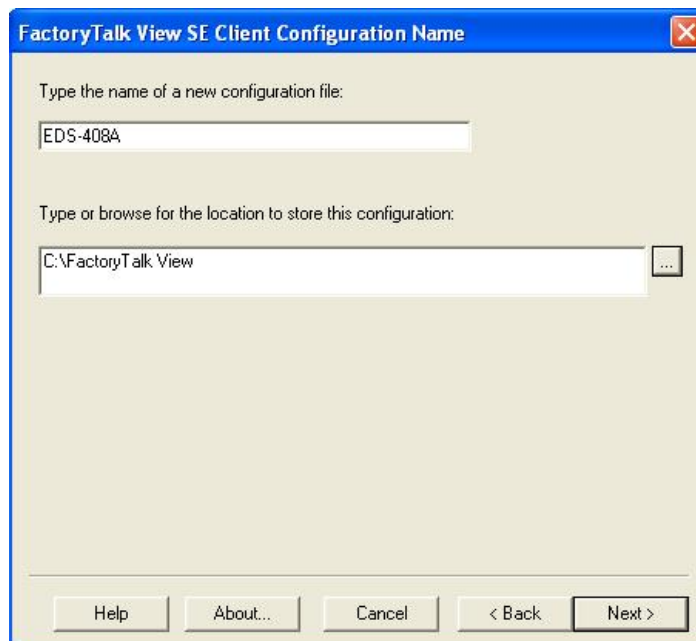 FactoryTalk View SE Client Configuration Name
Type the name of a new configuration file:
EDS-408A
Type or browse for the location to store this configuration:
C:\FactoryTalk View
...
Help
About...
Cancel
< Back
Next >